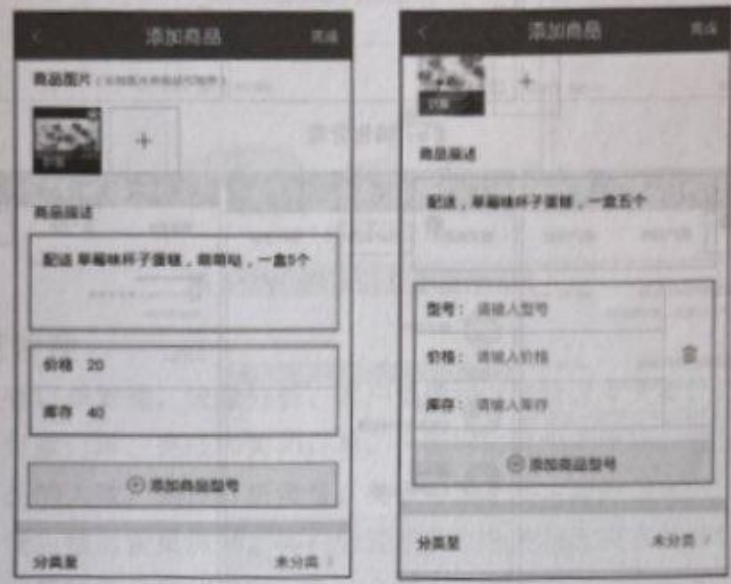 添加商品
完成
商品图片
+
商品描述
配送 草莓味杯子蛋糕，萌萌哒，一盒5个
价格 20
库存 40
添加商品型号
分类至
未分类
添加商品
完成
+
商品描述
配送，草莓味杯子蛋糕，一盒五个
型号： 请输入型号
价格： 请输入价格
库存： 请输入库存
添加商品型号
分类至
未分类